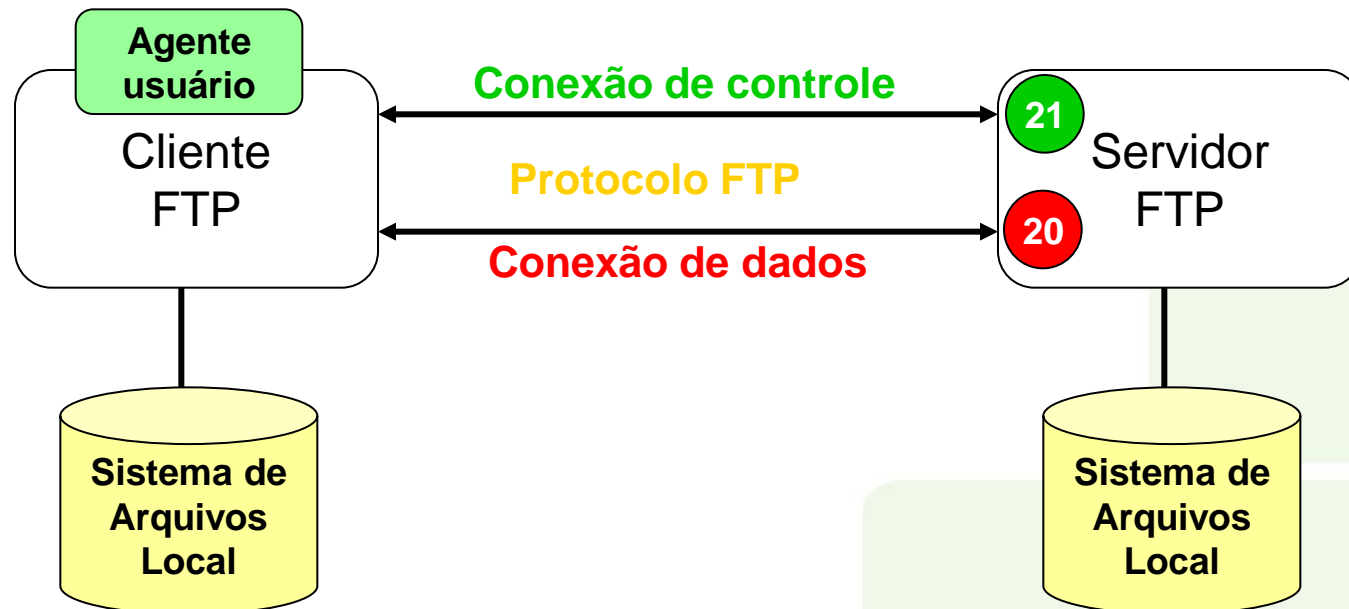 Agente
usuário
Cliente
FTP
Conexão de controle
Protocolo FTP
Conexão de dados
21
20
Servidor
FTP
Sistema de
Arquivos
Local
Sistema de
Arquivos
Local